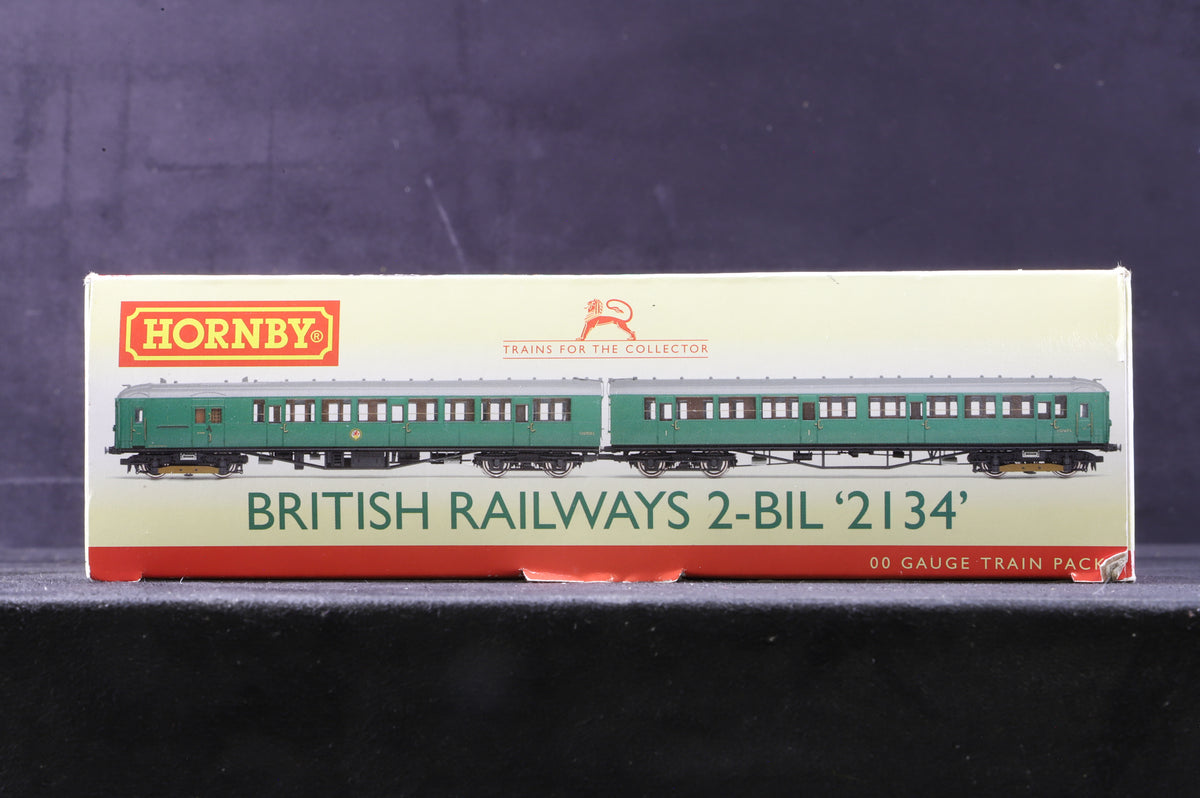 HORNBY®
TRAINS FOR THE COLLECTOR
BRITISH RAILWAYS 2-BIL ‘2134’
00 GAUGE TRAIN PACK